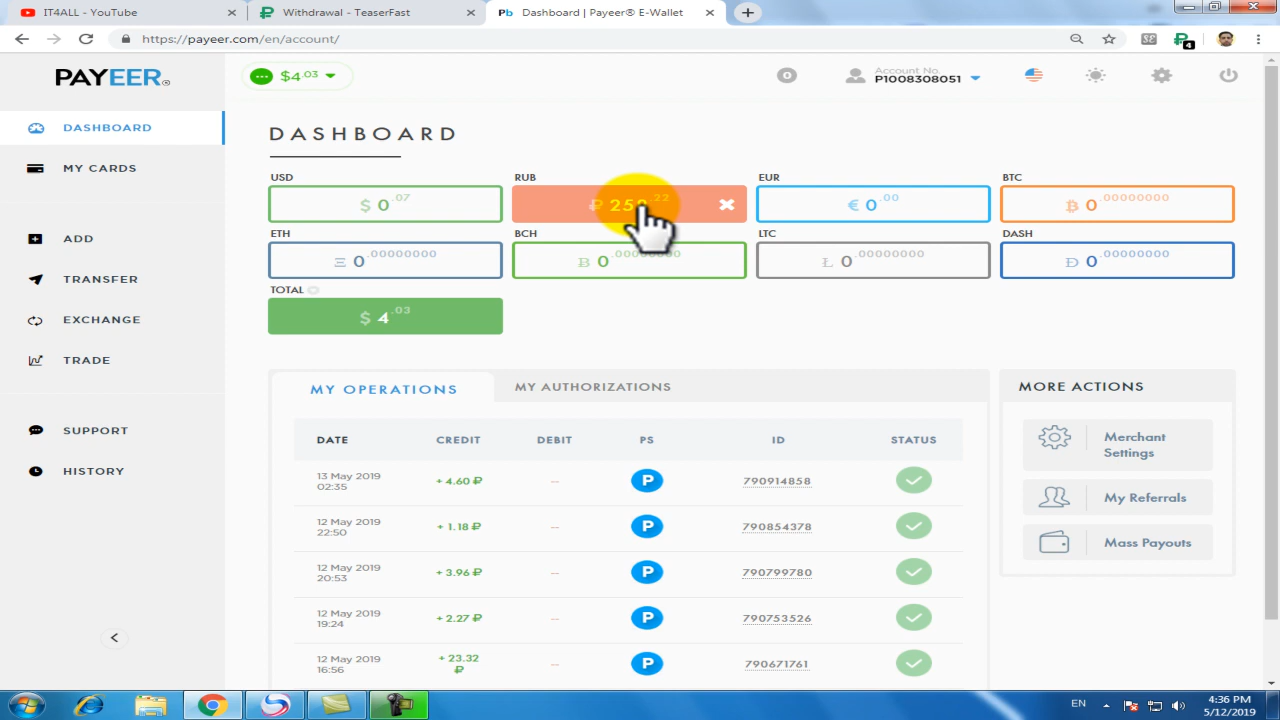 IT4ALL - YouTube
Withdrawal - TeaserFast
Pb Dashboard | Payeer® E-Wallet
https://payeer.com/en/account/
4
PAYEER®
$4.03
Account No.
P1008308051
DASHBOARD
MY CARDS
ADD
TRANSFER
EXCHANGE
TRADE
SUPPORT
HISTORY
DASHBOARD
USD
RUB
EUR
BTC
$ 0.07
€ 0.00
0.00000000
ETH
BCH
LTC
DASH
Ξ 0.00000000
0.00000000
Ł 0.00000000
Đ 0.00000000
TOTAL
$ 4.03
MY OPERATIONS
MY AUTHORIZATIONS
DATE CREDIT DEBIT PS ID STATUS
13 May 2019
02:35
+ 4.60 ₽ -- P 790914858
12 May 2019
22:50
+ 1.18 ₽ -- P 790854378
12 May 2019
20:53
+ 3.96 ₽ -- P 790799780
12 May 2019
19:24
+ 2.27 ₽ -- P 790753526
12 May 2019
16:56
+ 23.32
₽ -- P 790671761
MORE ACTIONS
Merchant
Settings
My Referrals
Mass Payouts
EN
4:36 PM
5/12/2019